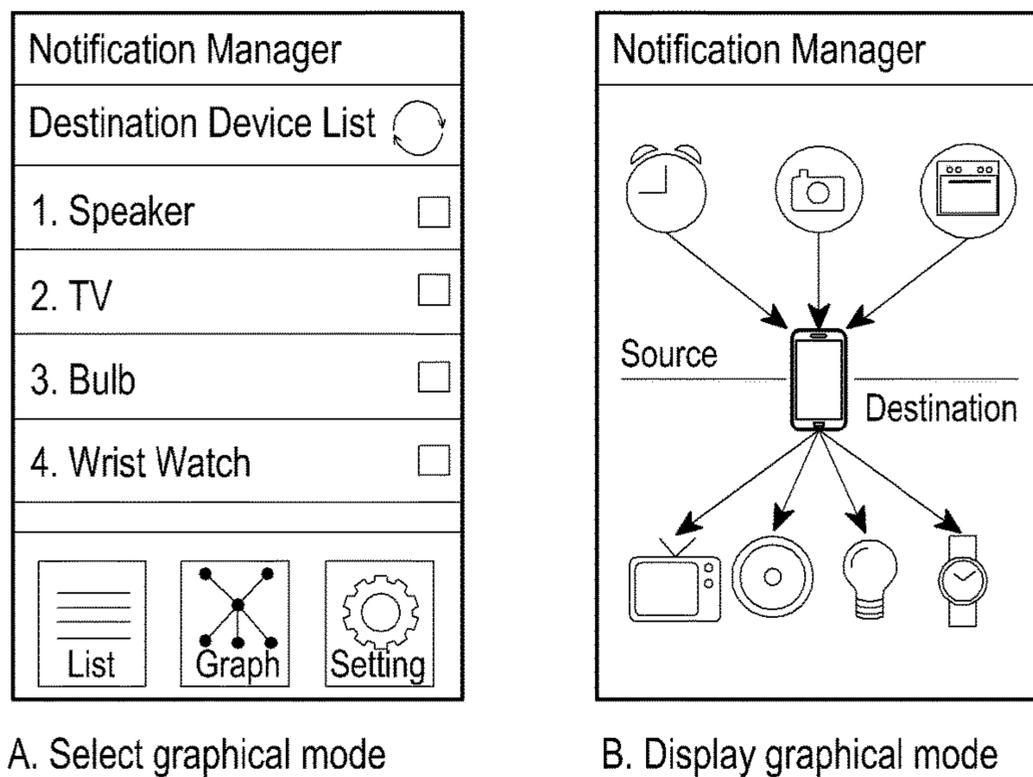 Notification Manager
Destination Device List
1. Speaker
2. TV
3. Bulb
4. Wrist Watch
List
Graph
Setting
A. Select graphical mode
Notification Manager
Source
Destination
B. Display graphical mode